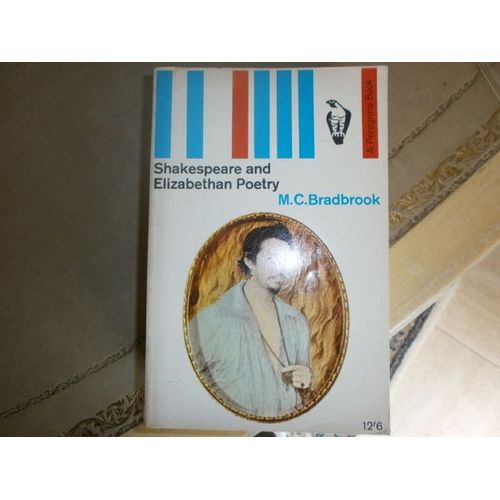 A Peregrine Book
Shakespeare and
Elizabethan Poetry
M.C.Bradbrook
12/6